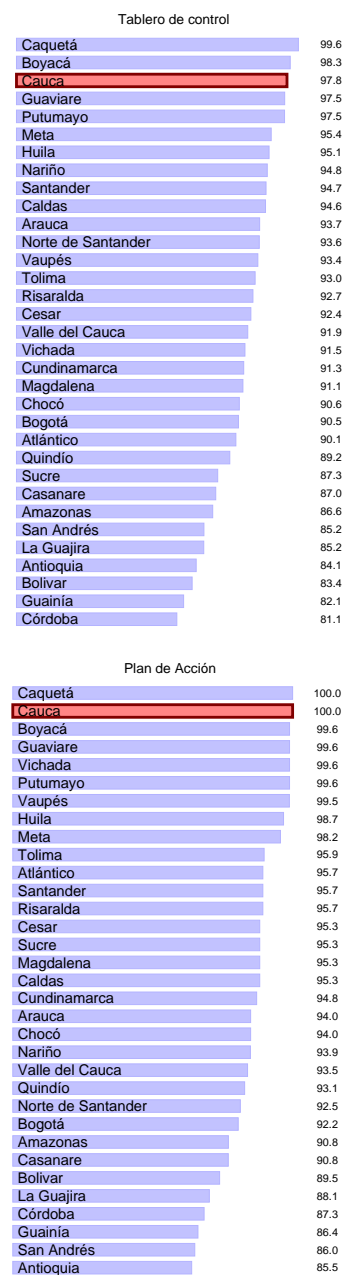 Tablero de control
Caquetá 99.6
Boyacá 98.3
Cauca 97.8
Guaviare 97.5
Putumayo 97.5
Meta 95.4
Huila 95.1
Nariño 94.8
Santander 94.7
Caldas 94.6
Arauca 93.7
Norte de Santander 93.6
Vaupés 93.4
Tolima 93.0
Risaralda 92.7
Cesar 92.4
Valle del Cauca 91.9
Vichada 91.5
Cundinamarca 91.3
Magdalena 91.1
Chocó 90.6
Bogotá 90.5
Atlántico 90.1
Quindío 89.2
Sucre 87.3
Casanare 87.0
Amazonas 86.6
San Andrés 85.2
La Guajira 85.2
Antioquia 84.1
Bolivar 83.4
Guainía 82.1
Córdoba 81.1
Plan de Acción
Caquetá 100.0
Cauca 100.0
Boyacá 99.6
Guaviare 99.6
Vichada 99.6
Putumayo 99.6
Vaupés 99.5
Huila 98.7
Meta 98.2
Tolima 95.9
Atlántico 95.7
Santander 95.7
Risaralda 95.7
Cesar 95.3
Sucre 95.3
Magdalena 95.3
Caldas 95.3
Cundinamarca 94.8
Arauca 94.0
Chocó 94.0
Nariño 93.9
Valle del Cauca 93.5
Quindío 93.1
Norte de Santander 92.5
Bogotá 92.2
Amazonas 90.8
Casanare 90.8
Bolivar 89.5
La Guajira 88.1
Córdoba 87.3
Guainía 86.4
San Andrés 86.0
Antioquia 85.5